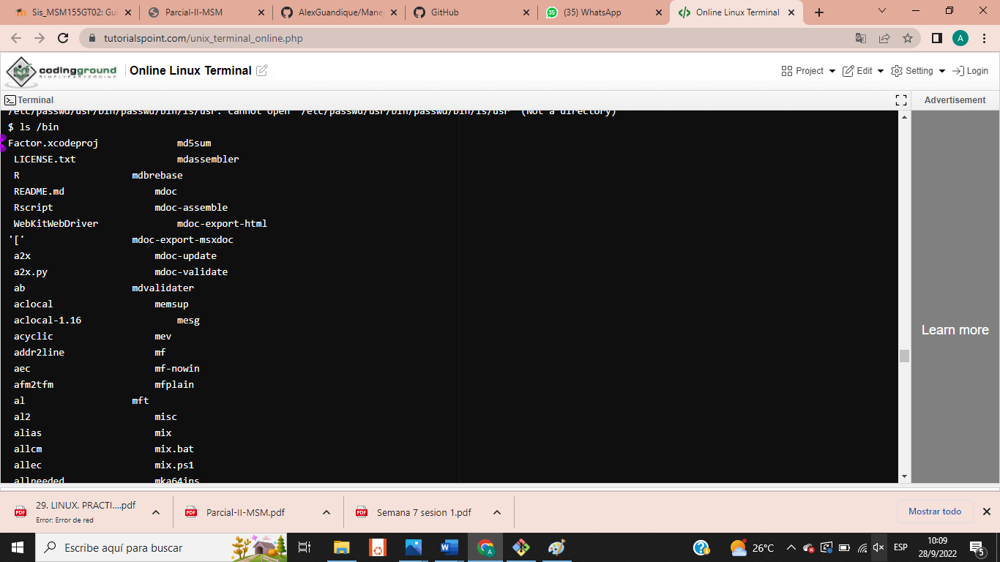 Sis_MSM155GT02: Gui
Parcial-II-MSM
AlexGuandique/Mane
GitHub
(35) WhatsApp
Online Linux Terminal
tutorialspoint.com/unix_terminal_online.php
A
codingground
SIMPLYEASYCODING
Online Linux Terminal
Project
Edit
Setting
Login
Terminal
Advertisement
/etc/passwd/usr/bin/passwd/bin/ls/usr: cannot open `/etc/passwd/usr/bin/passwd/bin/ls/usr' (Not a directory)
$ ls /bin
Factor.xcodeproj md5sum
LICENSE.txt mdassembler
R mdbrebase
README.md mdoc
Rscript mdoc-assemble
WebKitWebDriver mdoc-export-html
'[' mdoc-export-msxdoc
a2x mdoc-update
a2x.py mdoc-validate
ab mdvalidater
aclocal memsup
aclocal-1.16 mesg
acyclic mev
addr2line mf
aec mf-nowin
afm2tfm mfplain
al mft
al2 misc
alias mix
allcm mix.bat
allec mix.ps1
allneeded mka64ins
Learn more
29. LINUX. PRACTI....pdf
Error: Error de red
Parcial-II-MSM.pdf
Semana 7 sesion 1.pdf
Mostrar todo
Escribe aquí para buscar
26°C
ESP
10:09
28/9/2022
5